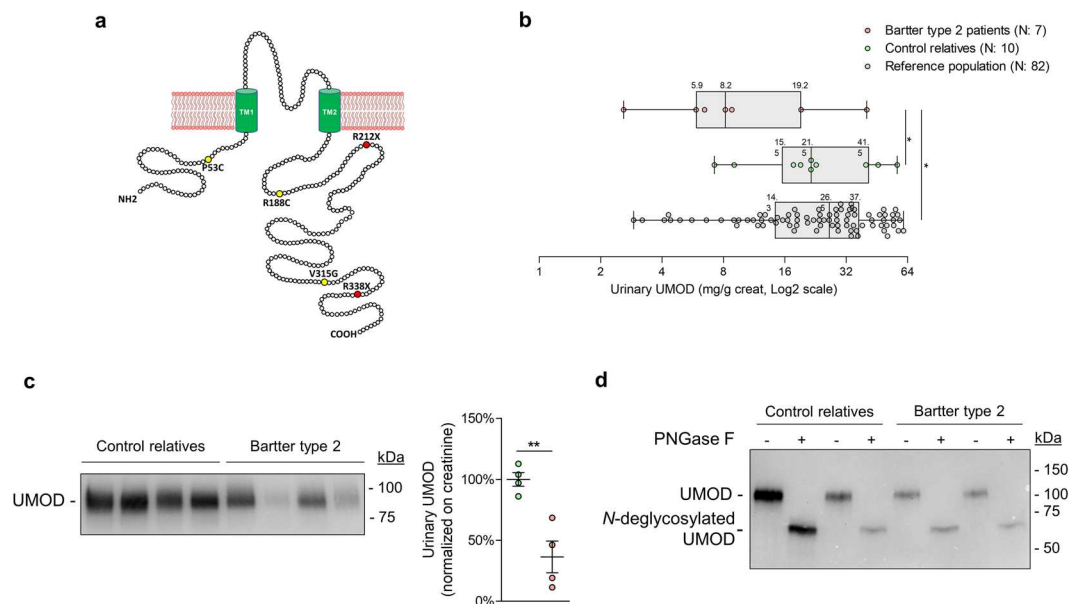 a
TM1
TM2
R212X
P53C
NH2
R188C
V315G
R338X
COOH
b
Bartter type 2 patients (N: 7)
Control relatives (N: 10)
Reference population (N: 82)
5.9 8.2 19.2
*
15. 21. 41.
5 5 5
*
14. 26. 37.
3 5
1 2 4 8 16 32 64
Urinary UMOD (mg/g creat, Log2 scale)
c
Control relatives Bartter type 2
kDa
UMOD -
- 100
- 75
Urinary UMOD
(normalized on creatinine)
150%
100%
50%
0%
**
d
Control relatives Bartter type 2
PNGase F - + - + - + - + kDa
- 150
UMOD - - 100
- 75
N-deglycosylated
UMOD -
- 50